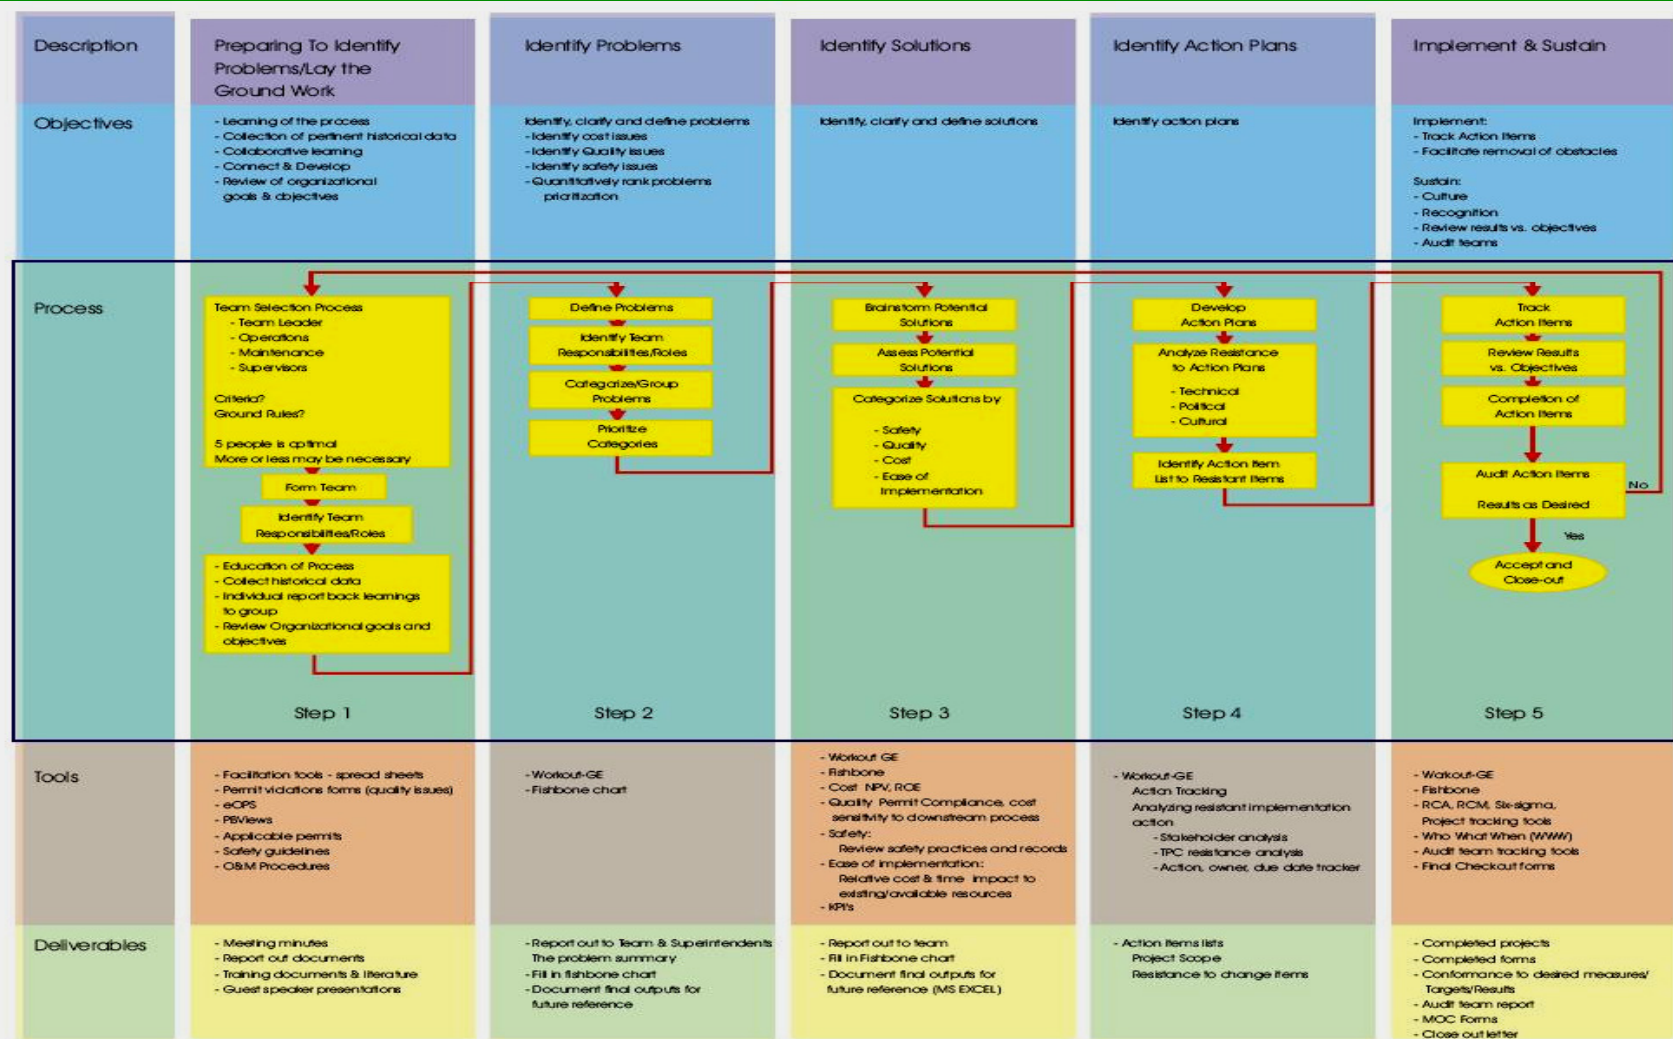 Description
Preparing To Identify
Problems/Lay the
Ground Work
Identify Problems
Identify Solutions
Identify Action Plans
Implement & Sustain
Objectives
- Learning of the process
- Collection of pertinent historical data
- Collaborative learning
- Connect & Develop
- Review of organizational
goals & objectives
Identify, clarify and define problems
- Identify cost issues
- Identify Quality issues
- Identify safety issues
- Quantitatively rank problems
prioritization
Identify, clarify and define solutions
Identify action plans
Implement:
- Track Action Items
- Facilitate removal of obstacles
Sustain:
- Culture
- Recognition
- Review results vs. objectives
- Audit teams
Process
Team Selection Process
- Team Leader
- Operations
- Maintenance
- Supervisors
Criteria?
Ground Rules?
5 people is optimal
More or less may be necessary
Form Team
Identify Team
Responsibilities/Roles
- Education of Process
- Collect historical data
- Individual report back learnings
to group
- Review Organizational goals and
objectives
Step 1
Define Problems
Identify Team
Responsibilities/Roles
Categorize/Group
Problems
Prioritize
Categories
Step 2
Brainstorm Potential
Solutions
Assess Potential
Solutions
Categorize Solutions by
- Safety
- Quality
- Cost
- Ease of
Implementation
Step 3
Develop
Action Plans
Analyze Resistance
to Action Plans
- Technical
- Political
- Cultural
Identify Action Item
List to Resistant Items
Step 4
Track
Action Items
Review Results
vs. Objectives
Completion of
Action Items
Audit Action Items
Results as Desired
No
Yes
Accept and
Close-out
Step 5
Tools
- Facilitation tools - spread sheets
- Permit violations forms (quality issues)
- eOPS
- PBViews
- Applicable permits
- Safety guidelines
- O&M Procedures
- Workout-GE
- Fishbone chart
- Workout GE
- Fishbone
- Cost NPV, ROE
- Quality Permit Compliance, cost
sensitivity to downstream process
- Safety:
Review safety practices and records
- Ease of implementation:
Relative cost & time impact to
existing/available resources
- KPI's
- Workout-GE
Action Tracking
Analyzing resistant implementation
action
- Stakeholder analysis
- TPC resistance analysis
- Action, owner, due date tracker
- Workout-GE
- Fishbone
- RCA, RCM, Six-sigma,
Project tracking tools
- Who What When (WWW)
- Audit team tracking tools
- Final Checkout forms
Deliverables
- Meeting minutes
- Report out documents
- Training documents & literature
- Guest speaker presentations
- Report out to Team & Superintendents
The problem summary
- Fill in fishbone chart
- Document final outputs for
future reference
- Report out to team
- Fill in Fishbone chart
- Document final outputs for
future reference (MS EXCEL)
- Action Items lists
Project Scope
Resistance to change items
- Completed projects
- Completed forms
- Conformance to desired measures/
Targets/Results
- Audit team report
- MOC Forms
- Close out letter